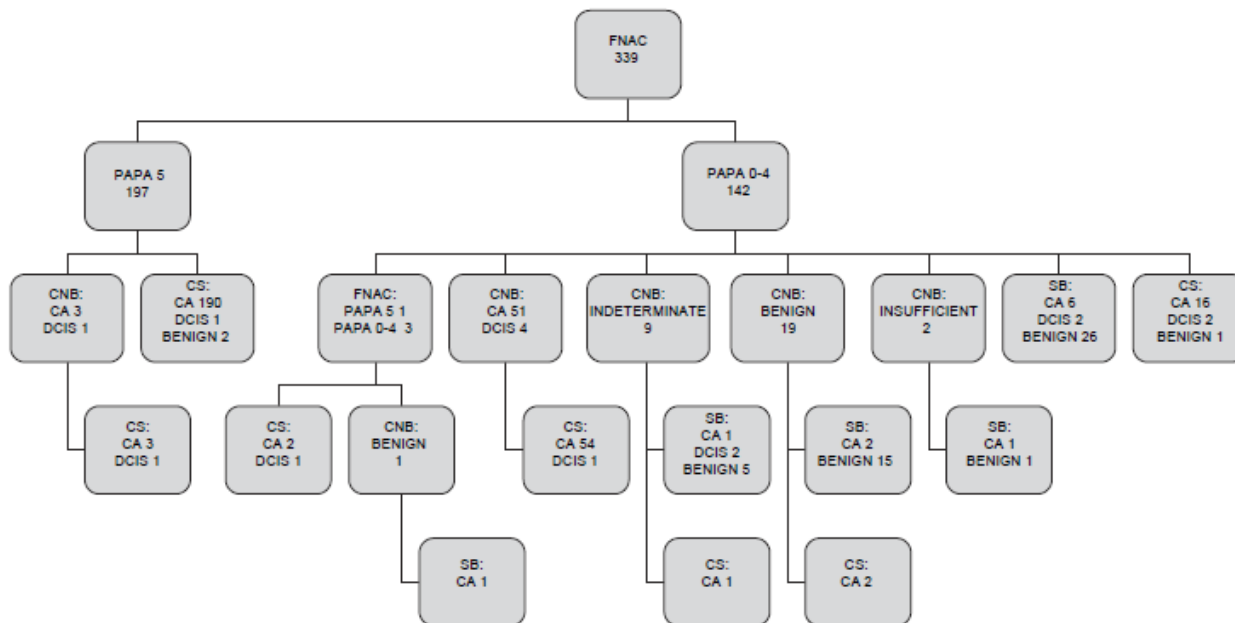 FNAC
339
PAPA 5
197
PAPA 0-4
142
CNB:
CA 3
DCIS 1
CS:
CA 190
DCIS 1
BENIGN 2
FNAC:
PAPA 5 1
PAPA 0-4 3
CNB:
CA 51
DCIS 4
CNB:
INDETERMINATE
9
CNB:
BENIGN
19
CNB:
INSUFFICIENT
2
SB:
CA 6
DCIS 2
BENIGN 26
CS:
CA 16
DCIS 2
BENIGN 1
CS:
CA 3
DCIS 1
CS:
CA 2
DCIS 1
CNB:
BENIGN
1
CS:
CA 54
DCIS 1
SB:
CA 1
DCIS 2
BENIGN 5
SB:
CA 2
BENIGN 15
SB:
CA 1
BENIGN 1
SB:
CA 1
CS:
CA 1
CS:
CA 2